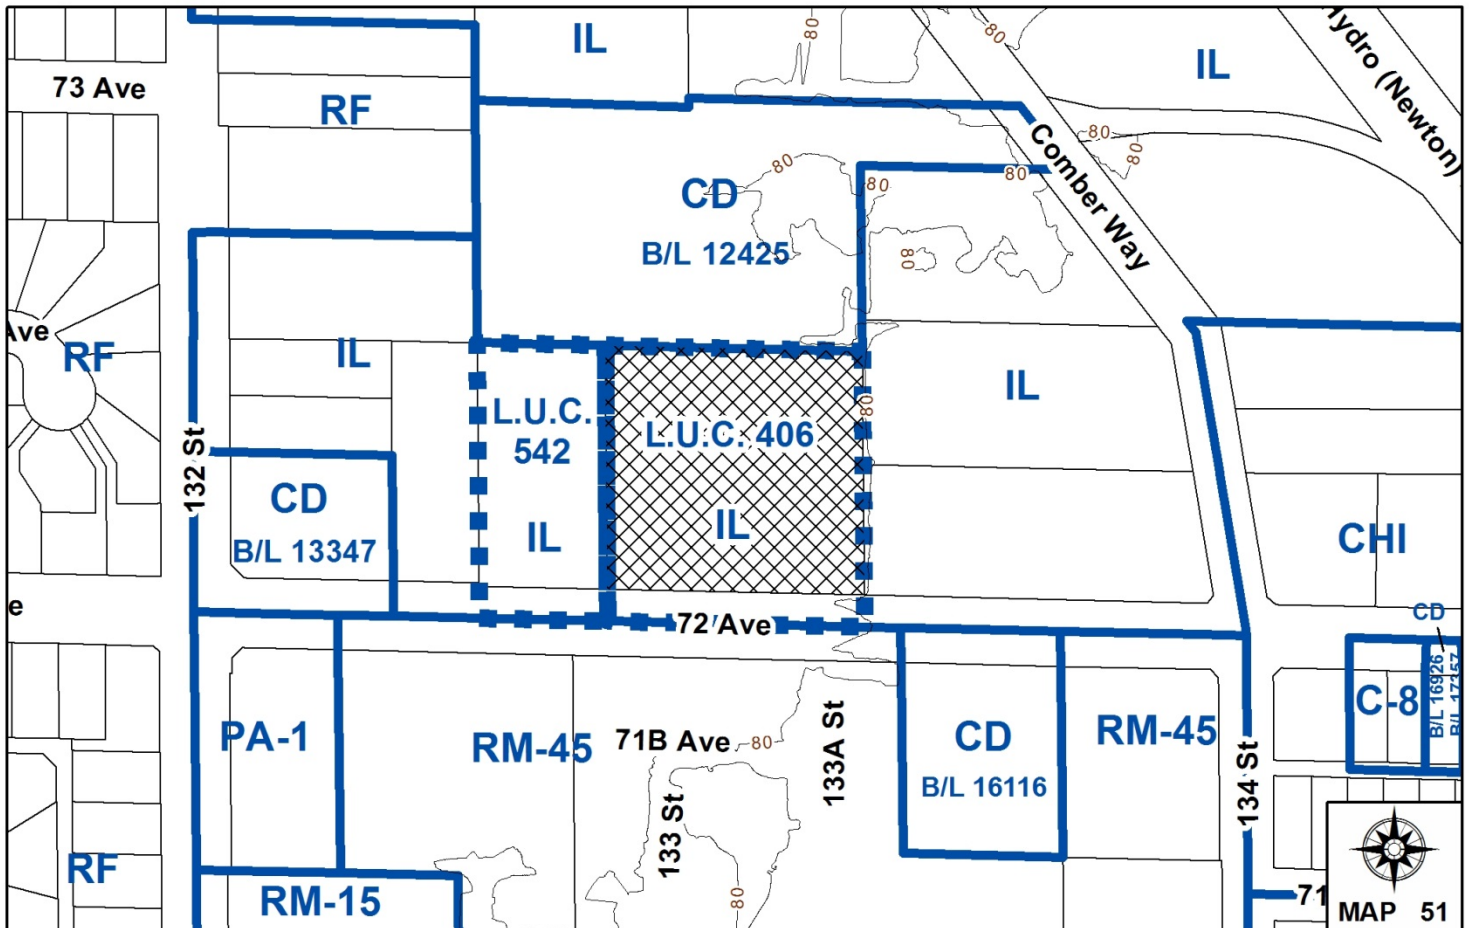 IL
80
80
IL
Hydro (Newton)
73 Ave
RF
80
80
Comber Way
CD
80
80
80
B/L 12425
80
Ave
RF
IL
IL
L.U.C.
542
80
L.U.C. 406
132 St
CD
B/L 13347
IL
IL
CHI
e
72 Ave
CD
B/L 16926
B/L 17357
C-8
PA-1
RM-45
71B Ave
80
133A St
CD
B/L 16116
RM-45
134 St
133 St
RF
RM-15
80
71
MAP 51